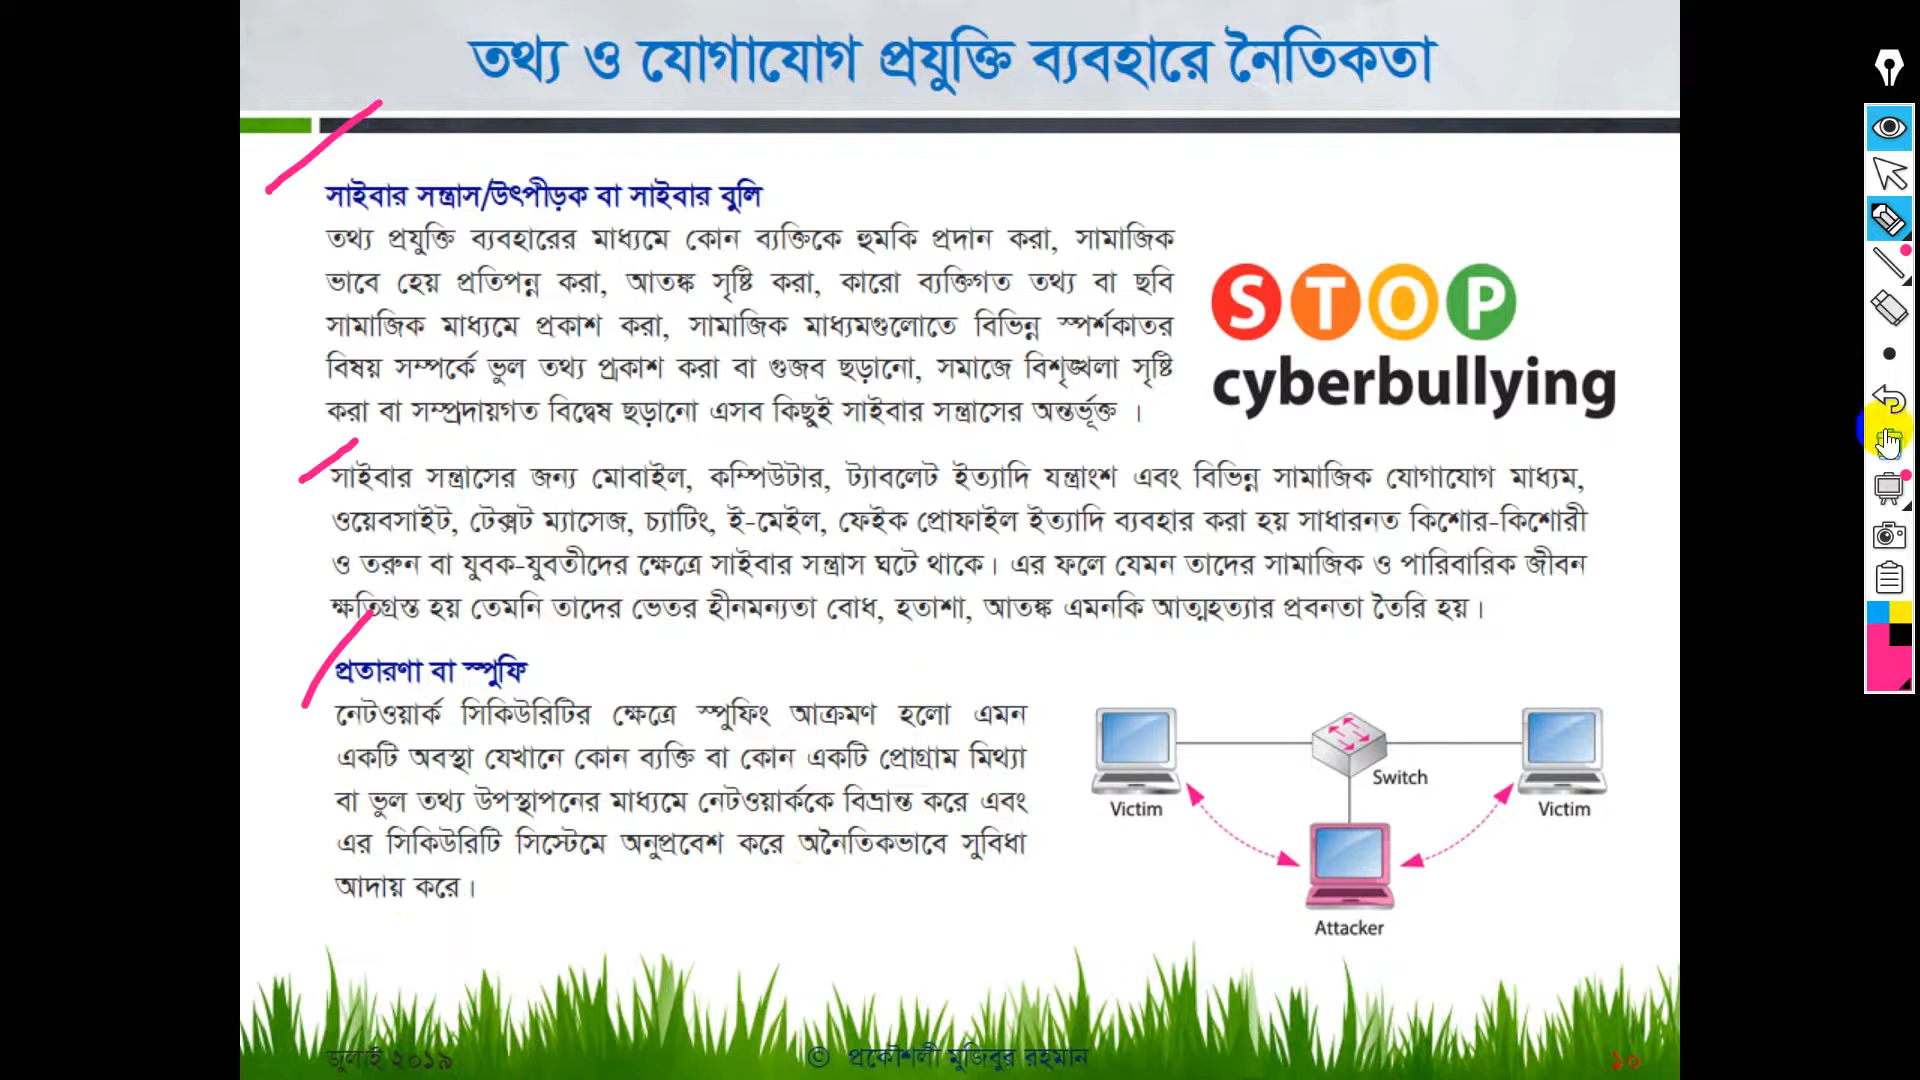 তথ্য ও যোগাযোগ প্রযুক্তি ব্যবহারে নৈতিকতা
সাইবার সন্ত্রাস/উৎপীড়ক বা সাইবার বুলি
তথ্য প্রযুক্তি ব্যবহারের মাধ্যমে কোন ব্যক্তিকে হুমকি প্রদান করা, সামাজিক
ভাবে হেয় প্রতিপন্ন করা, আতঙ্ক সৃষ্টি করা, কারো ব্যক্তিগত তথ্য বা ছবি
সামাজিক মাধ্যমে প্রকাশ করা, সামাজিক মাধ্যমগুলোতে বিভিন্ন স্পর্শকাতর
বিষয় সম্পর্কে ভুল তথ্য প্রকাশ করা বা গুজব ছড়ানো, সমাজে বিশৃঙ্খলা সৃষ্টি
করা বা সম্প্রদায়গত বিদ্বেষ ছড়ানো এসব কিছুই সাইবার সন্ত্রাসের অন্তর্ভূক্ত ।
STOP
cyberbullying
সাইবার সন্ত্রাসের জন্য মোবাইল, কম্পিউটার, ট্যাবলেট ইত্যাদি যন্ত্রাংশ এবং বিভিন্ন সামাজিক যোগাযোগ মাধ্যম,
ওয়েবসাইট, টেক্সট ম্যাসেজ, চ্যাটিং, ই-মেইল, ফেইক প্রোফাইল ইত্যাদি ব্যবহার করা হয় সাধারনত কিশোর-কিশোরী
ও তরুন বা যুবক-যুবতীদের ক্ষেত্রে সাইবার সন্ত্রাস ঘটে থাকে। এর ফলে যেমন তাদের সামাজিক ও পারিবারিক জীবন
ক্ষতিগ্রস্ত হয় তেমনি তাদের ভেতর হীনমন্যতা বোধ, হতাশা, আতঙ্ক এমনকি আত্মহত্যার প্রবনতা তৈরি হয়।
প্রতারণা বা স্পুফি
নেটওয়ার্ক সিকিউরিটির ক্ষেত্রে স্পুফিং আক্রমণ হলো এমন
একটি অবস্থা যেখানে কোন ব্যক্তি বা কোন একটি প্রোগ্রাম মিথ্যা
বা ভুল তথ্য উপস্থাপনের মাধ্যমে নেটওয়ার্ককে বিভ্রান্ত করে এবং
এর সিকিউরিটি সিস্টেমে অনুপ্রবেশ করে অনৈতিকভাবে সুবিধা
আদায় করে।
Switch
Victim
Victim
Attacker
জুলাই ২০১৯
© প্রকৌশলী মুজিবুর রহমান
১০